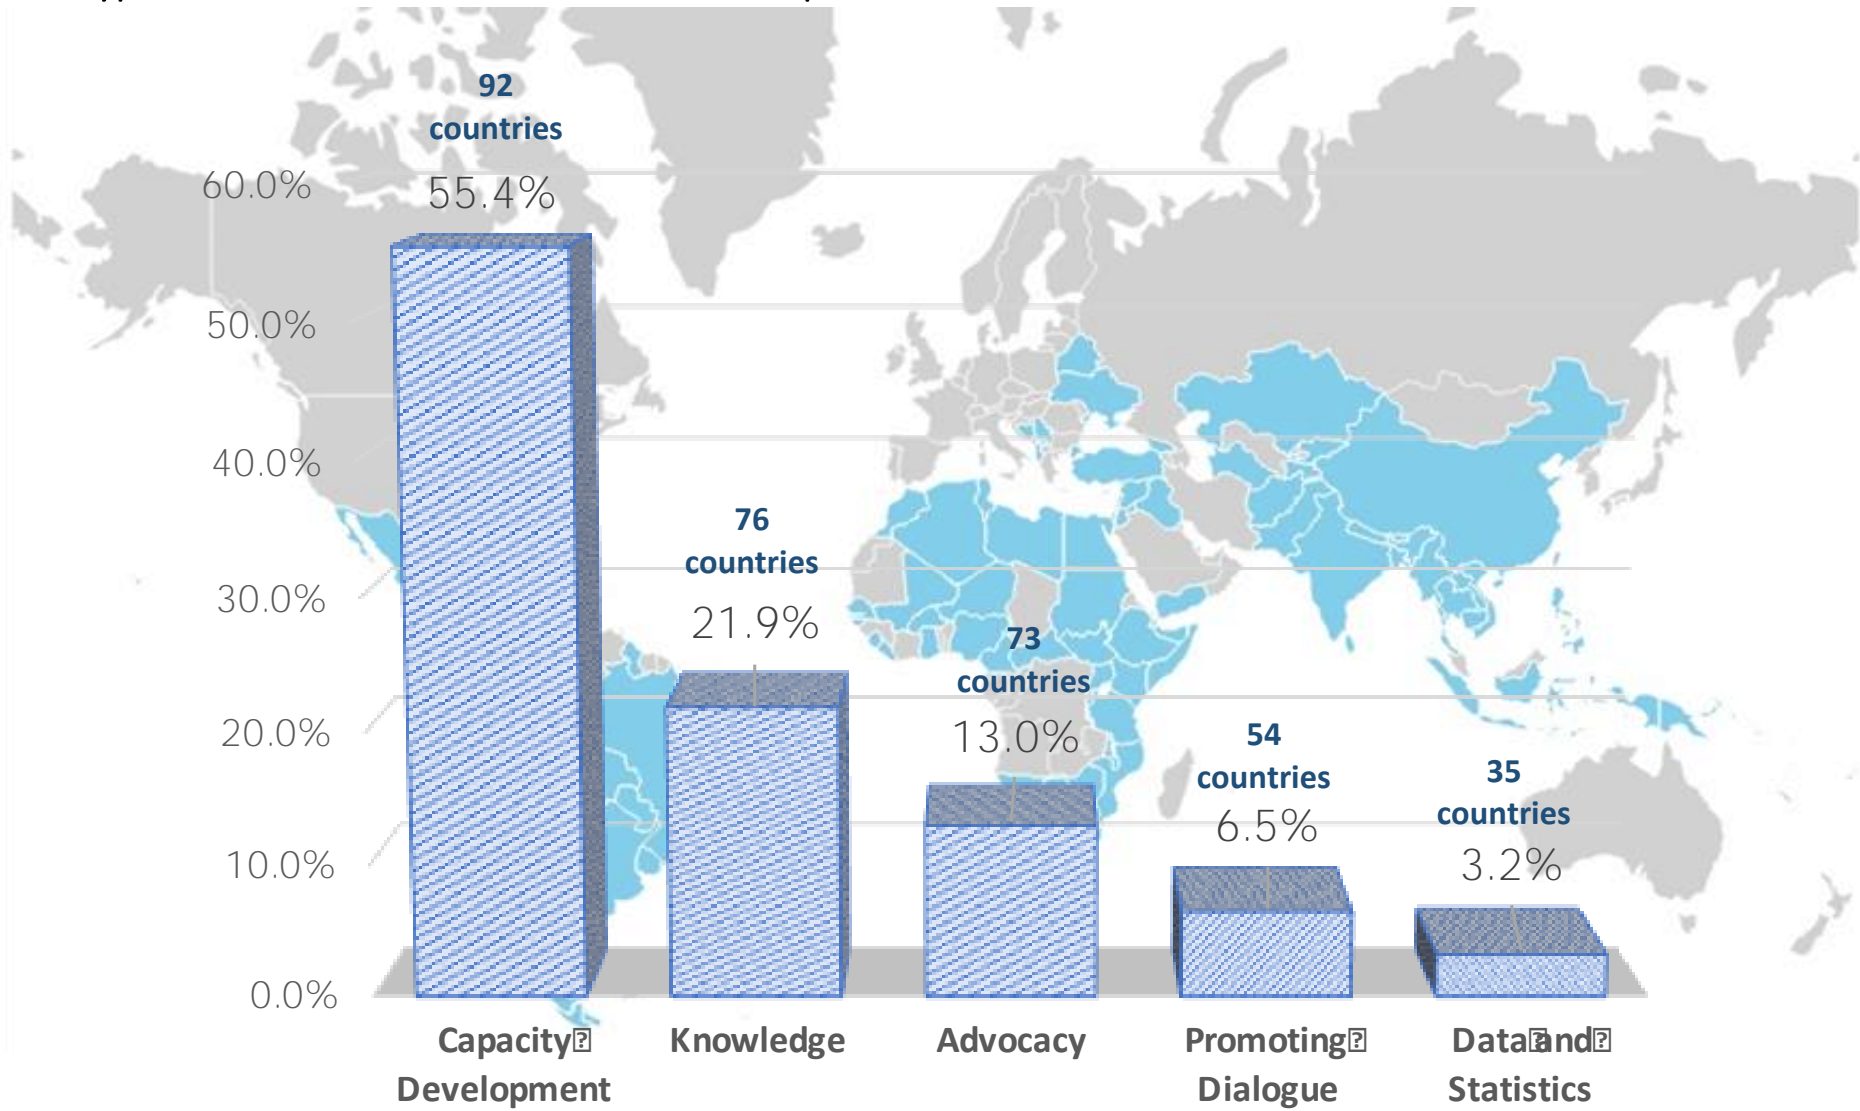 92
countries
60.0%
55.4%
50.0%
40.0%
76
countries
30.0%
21.9%
73
countries
20.0%
13.0%
54
countries
6.5%
35
countries
10.0%
3.2%
0.0%
Capacity
Development
Knowledge
Advocacy
Promoting
Dialogue
Data and
Statistics